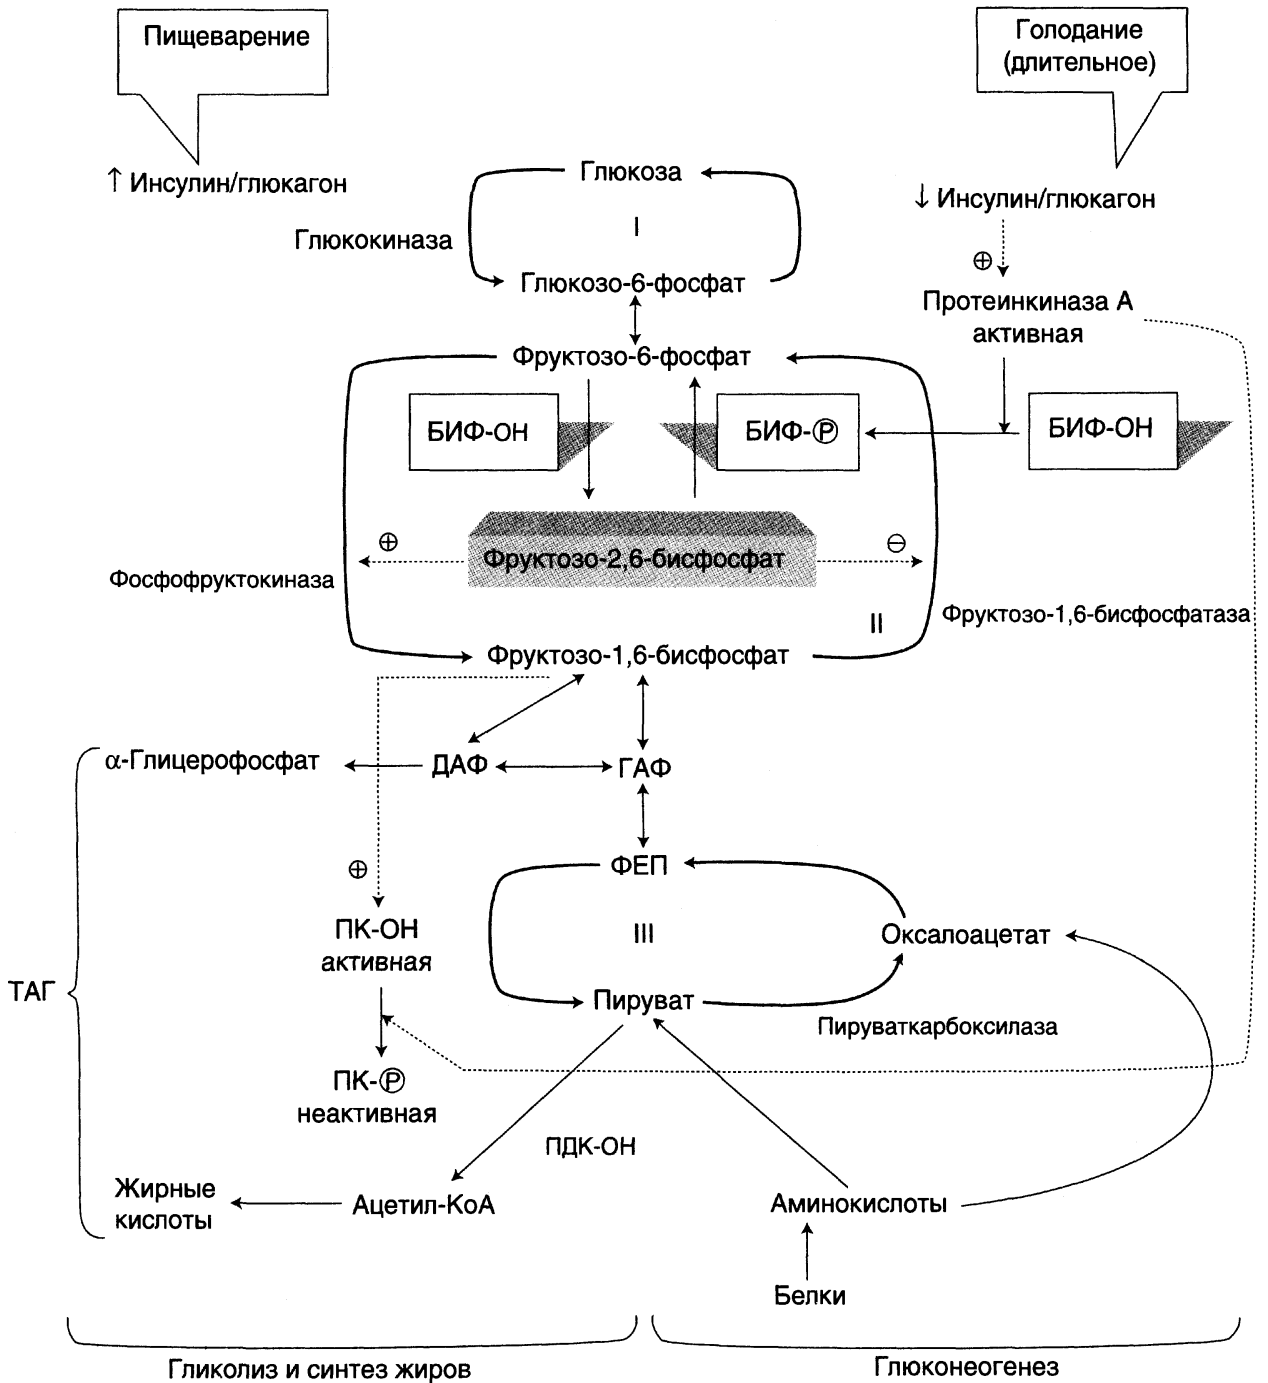 Пищеварение
Голодание
(длительное)
↑ Инсулин/глюкагон
Глюкоза
↓ Инсулин/глюкагон
I
Глюкокиназа
⊕
Глюкозо-6-фосфат
Протеинкиназа А
активная
Фруктозо-6-фосфат
БИФ-ОН
БИФ-Ⓟ
БИФ-ОН
⊕
⊖
Фруктозо-2,6-бисфосфат
Фосфофруктокиназа
II
Фруктозо-1,6-бисфосфатаза
Фруктозо-1,6-бисфосфат
α-Глицерофосфат
ДАФ
ГАФ
⊕
ФЕП
ПК-ОН
активная
III
Оксалоацетат
ТАГ
Пируват
Пируваткарбоксилаза
ПК-Ⓟ
неактивная
ПДК-ОН
Жирные
кислоты
Ацетил-КоА
Аминокислоты
Белки
Гликолиз и синтез жиров
Глюконеогенез